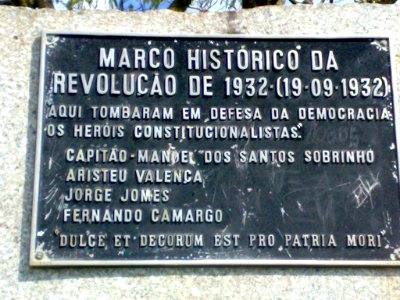 MARCO HISTÓRICO DA
REVOLUCÃO DE 1932-(19-09-1932)
AQUI TOMBARAM EM DEFESA DA DEMOCRACIA
OS HERÓIS CONSTITUCIONALISTAS.
CAPITÃO-MANOEL DOS SANTOS SOBRINHO
ARISTEU VALENÇA
JORGE JOMES
FERNANDO CAMARGO
"DULCE ET DECORUM EST PRO PATRIA MORI"